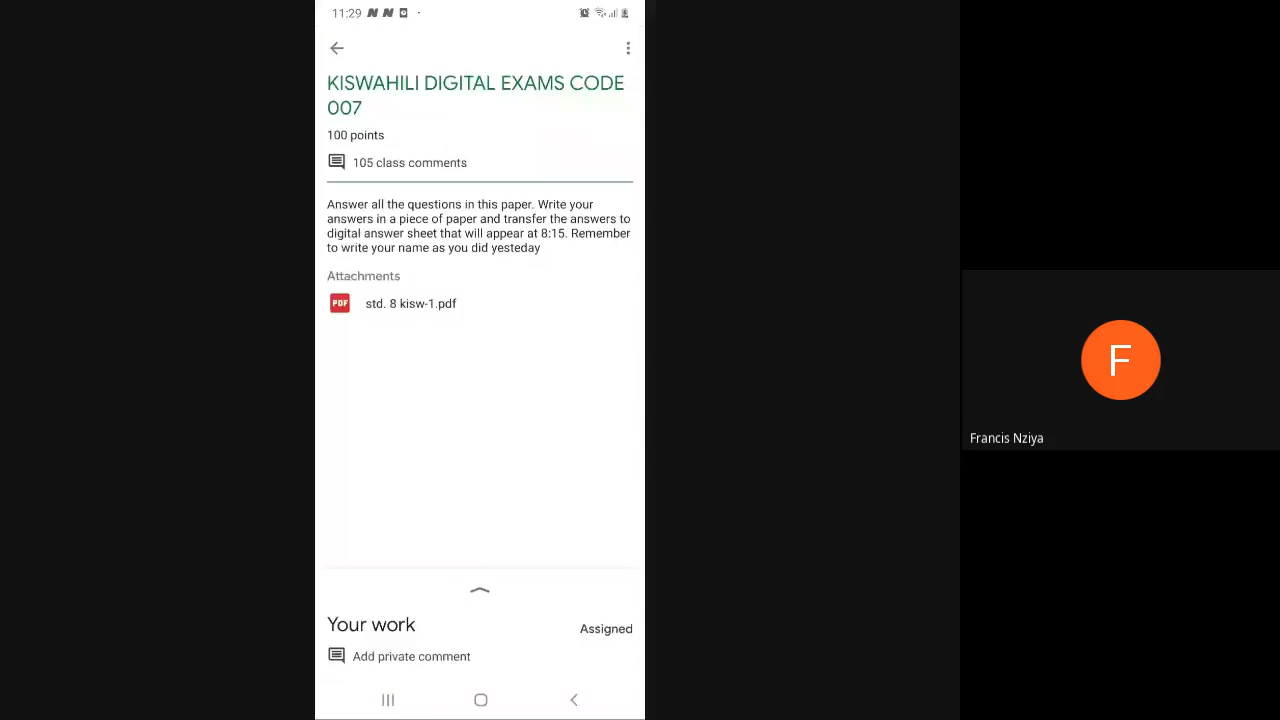 11:29
KISWAHILI DIGITAL EXAMS CODE
007
100 points
105 class comments
Answer all the questions in this paper. Write your
answers in a piece of paper and transfer the answers to
digital answer sheet that will appear at 8:15. Remember
to write your name as you did yesteday
Attachments
PDF std. 8 kisw-1.pdf
F
Francis Nziya
Your work
Assigned
Add private comment